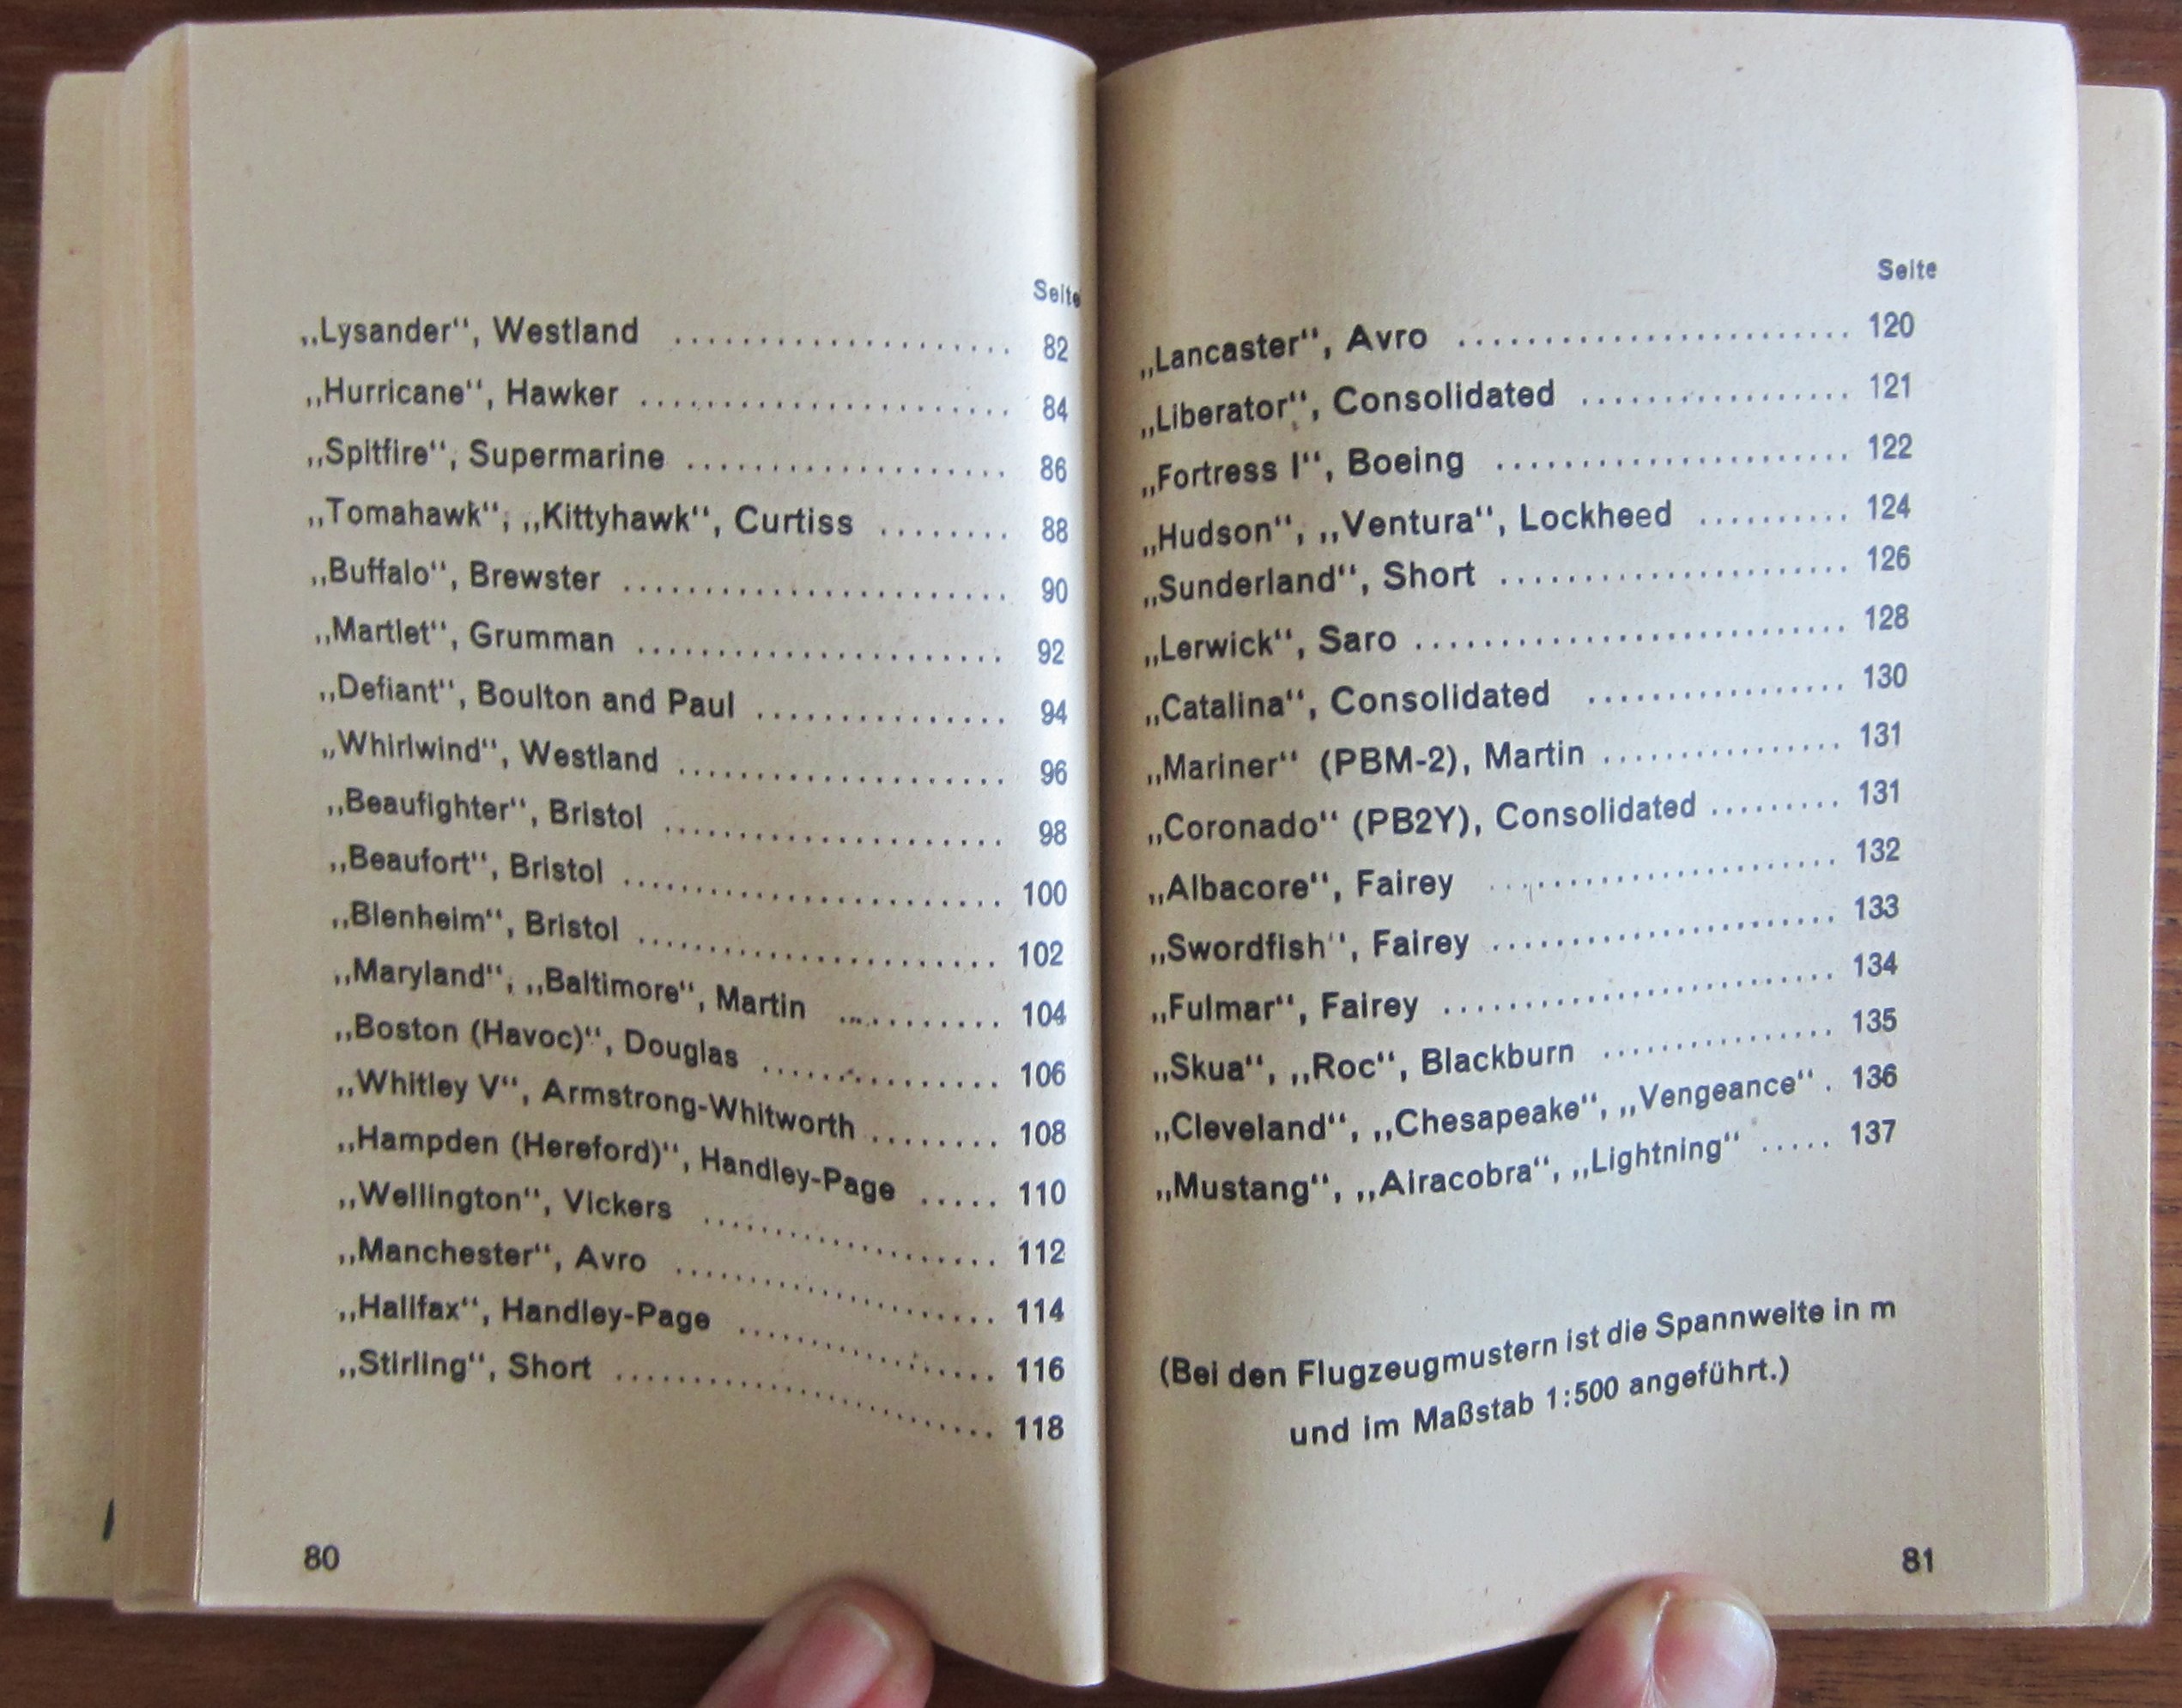 Seite
„Lysander“, Westland .................... 82
„Hurricane“, Hawker ...................... 84
„Spitfire“, Supermarine ................... 86
„Tomahawk“, „Kittyhawk“, Curtiss ........ 88
„Buffalo“, Brewster ....................... 90
„Martlet“, Grumman ...................... 92
„Defiant“, Boulton and Paul ............... 94
„Whirlwind“, Westland .................... 96
„Beaufighter“, Bristol ..................... 98
„Beaufort“, Bristol ....................... 100
„Blenheim“, Bristol ...................... 102
„Maryland“, „Baltimore“, Martin .......... 104
„Boston (Havoc)“, Douglas ............... 106
„Whitley V“, Armstrong-Whitworth ........ 108
„Hampden (Hereford)“, Handley-Page ..... 110
„Wellington“, Vickers .................... 112
„Manchester“, Avro ...................... 114
„Halifax“, Handley-Page ................. 116
„Stirling“, Short ......................... 118
80
Seite
„Lancaster“, Avro ........................ 120
„Liberator“, Consolidated ................. 121
„Fortress I“, Boeing ...................... 122
„Hudson“, „Ventura“, Lockheed .......... 124
„Sunderland“, Short ...................... 126
„Lerwick“, Saro .......................... 128
„Catalina“, Consolidated ................. 130
„Mariner“ (PBM-2), Martin ............... 131
„Coronado“ (PB2Y), Consolidated ......... 131
„Albacore“, Fairey ....................... 132
„Swordfish“, Fairey ...................... 133
„Fulmar“, Fairey ......................... 134
„Skua“, „Roc“, Blackburn ................ 135
„Cleveland“, „Chesapeake“, „Vengeance“ . 136
„Mustang“, „Airacobra“, „Lightning“ ..... 137
(Bei den Flugzeugmustern ist die Spannweite in m
und im Maßstab 1:500 angeführt.)
81